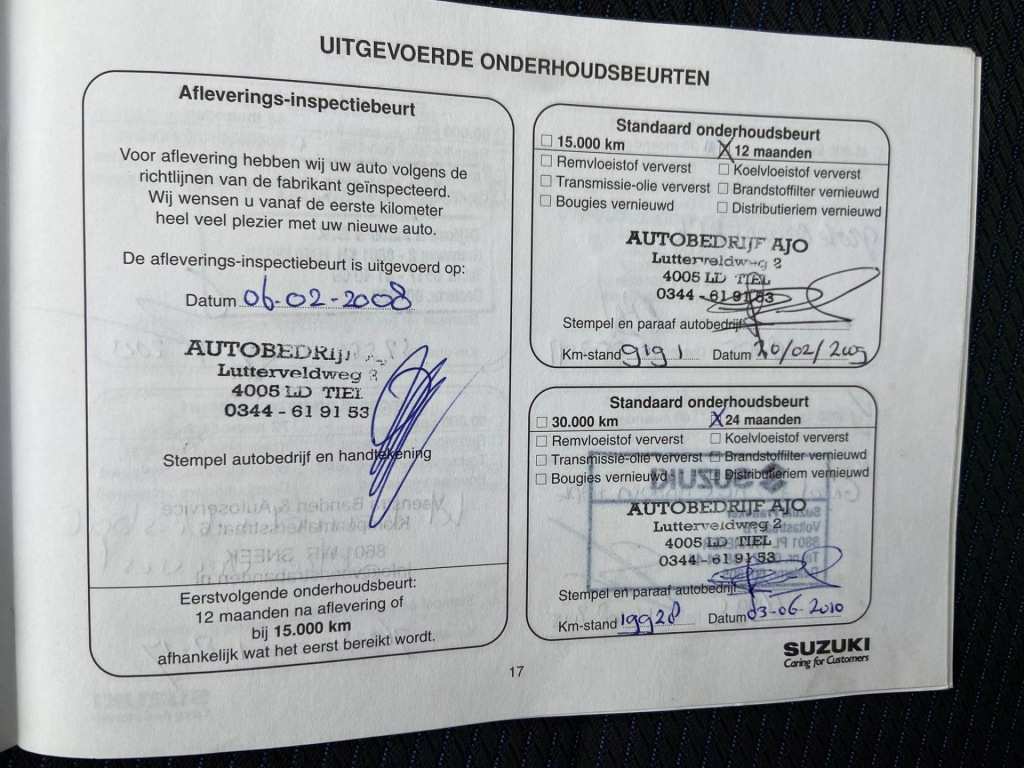 UITGEVOERDE ONDERHOUDSBEURTEN
Afleverings-inspectiebeurt
Voor aflevering hebben wij uw auto volgens de
richtlijnen van de fabrikant geïnspecteerd.
Wij wensen u vanaf de eerste kilometer
heel veel plezier met uw nieuwe auto.
De afleverings-inspectiebeurt is uitgevoerd op:
Datum 06-02-2008
AUTOBEDRIJF
Lutterveldweg 2
4005 LD TIEL
0344 - 61 91 53
Stempel autobedrijf en handtekening
Eerstvolgende onderhoudsbeurt:
12 maanden na aflevering of
bij 15.000 km
afhankelijk wat het eerst bereikt wordt.
Standaard onderhoudsbeurt
15.000 km X 12 maanden
Remvloeistof ververst Koelvloeistof ververst
Transmissie-olie ververst Brandstoffilter vernieuwd
Bougies vernieuwd Distributieriem vernieuwd
AUTOBEDRIJF AJO
Lutterveldweg 2
4005 LD TIEL
0344 - 61 91 53
Stempel en paraaf autobedrijf
Km-stand 9191 Datum 20/02/2009
Standaard onderhoudsbeurt
30.000 km X 24 maanden
Remvloeistof ververst Koelvloeistof ververst
Transmissie-olie ververst Brandstoffilter vernieuwd
Bougies vernieuwd Distributieriem vernieuwd
AUTOBEDRIJF AJO
Lutterveldweg 2
4005 LD TIEL
0344 - 61 91 53
Stempel en paraaf autobedrijf
Km-stand 19928 Datum 03-06-2010
SUZUKI
Caring for Customers
17